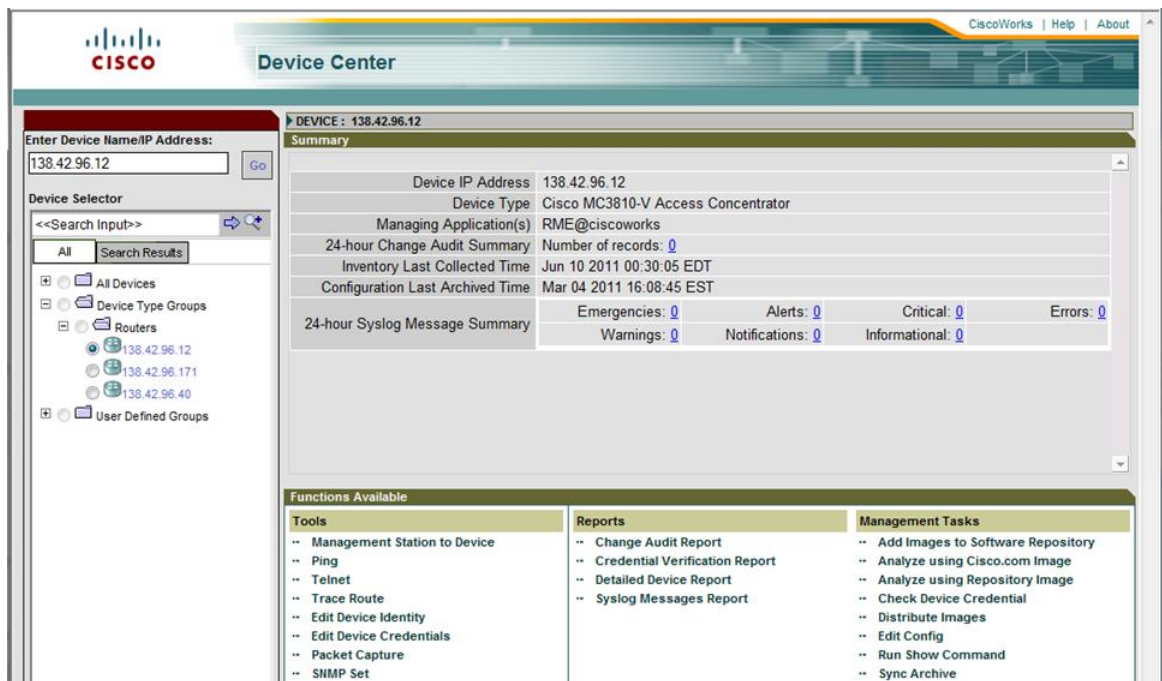 CiscoWorks | Help | About
CISCO
Device Center
Enter Device Name/IP Address:
138.42.96.12
Go
Device Selector
<<Search Input>>
All
Search Results
All Devices
Device Type Groups
Routers
138.42.96.12
138.42.96.171
138.42.96.40
User Defined Groups
DEVICE : 138.42.96.12
Summary
Device IP Address 138.42.96.12
Device Type Cisco MC3810-V Access Concentrator
Managing Application(s) RME@ciscoworks
24-hour Change Audit Summary Number of records: 0
Inventory Last Collected Time Jun 10 2011 00:30:05 EDT
Configuration Last Archived Time Mar 04 2011 16:08:45 EST
24-hour Syslog Message Summary
Emergencies: 0 Alerts: 0 Critical: 0 Errors: 0
Warnings: 0 Notifications: 0 Informational: 0
Functions Available
Tools
Management Station to Device
Ping
Telnet
Trace Route
Edit Device Identity
Edit Device Credentials
Packet Capture
SNMP Set
Reports
Change Audit Report
Credential Verification Report
Detailed Device Report
Syslog Messages Report
Management Tasks
Add Images to Software Repository
Analyze using Cisco.com Image
Analyze using Repository Image
Check Device Credential
Distribute Images
Edit Config
Run Show Command
Sync Archive